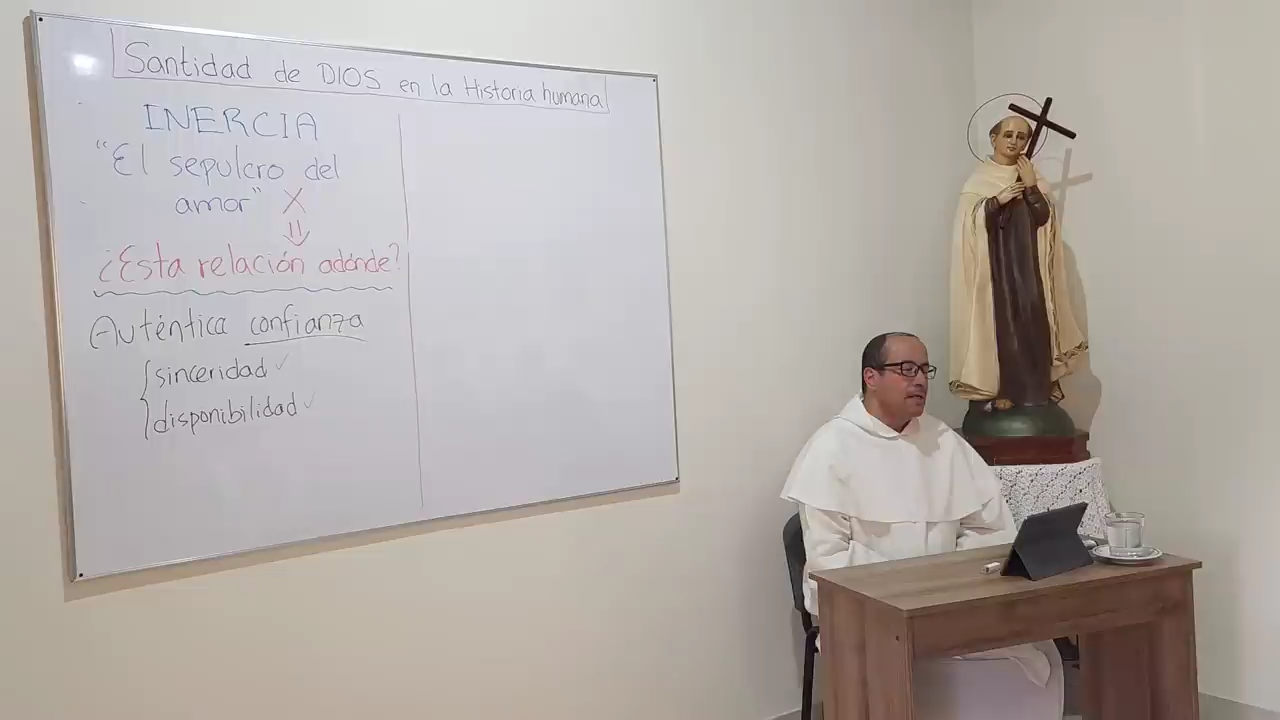 Santidad de DIOS en la Historia humana
INERCIA
"El sepulcro del
amor" X
⇓
¿Esta relación adónde?
Auténtica confianza
{ sinceridad ✓
disponibilidad ✓